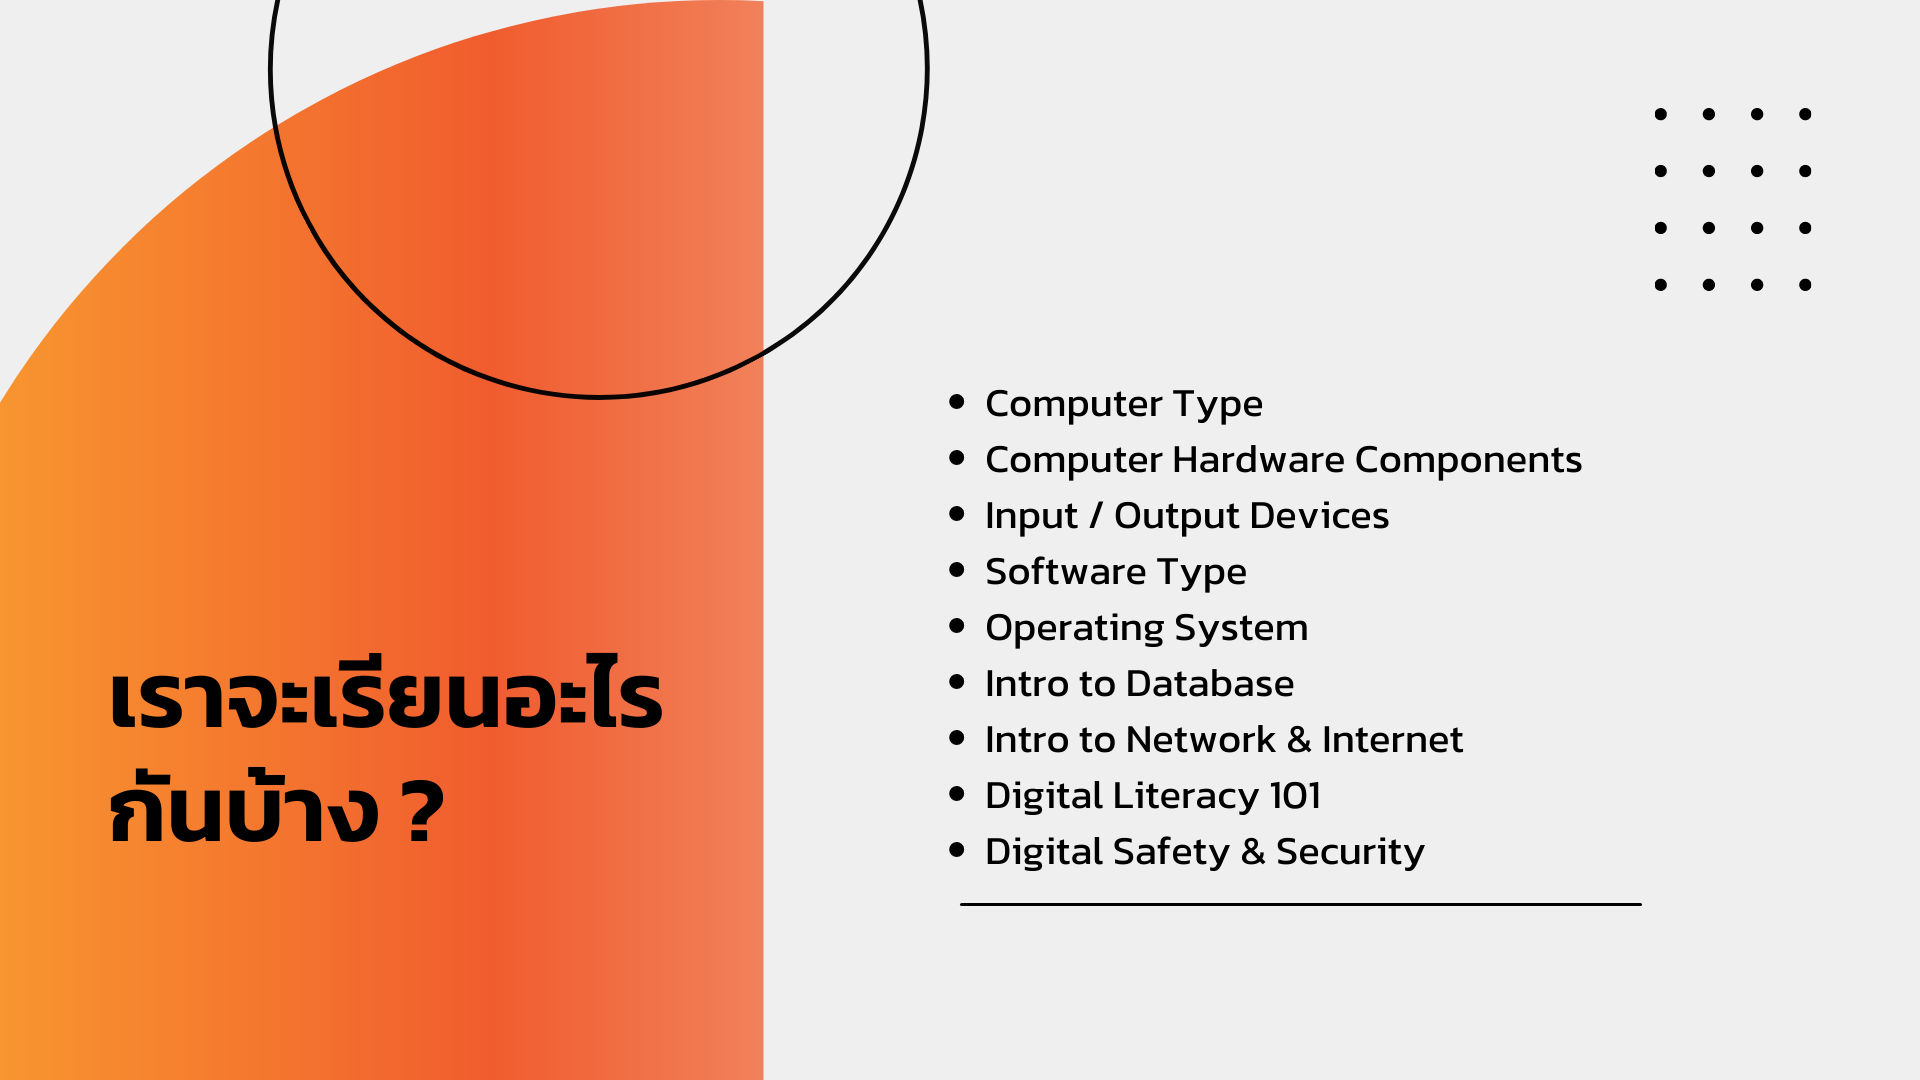 เราจะเรียนอะไร
กันบ้าง ?
Computer Type
Computer Hardware Components
Input / Output Devices
Software Type
Operating System
Intro to Database
Intro to Network & Internet
Digital Literacy 101
Digital Safety & Security